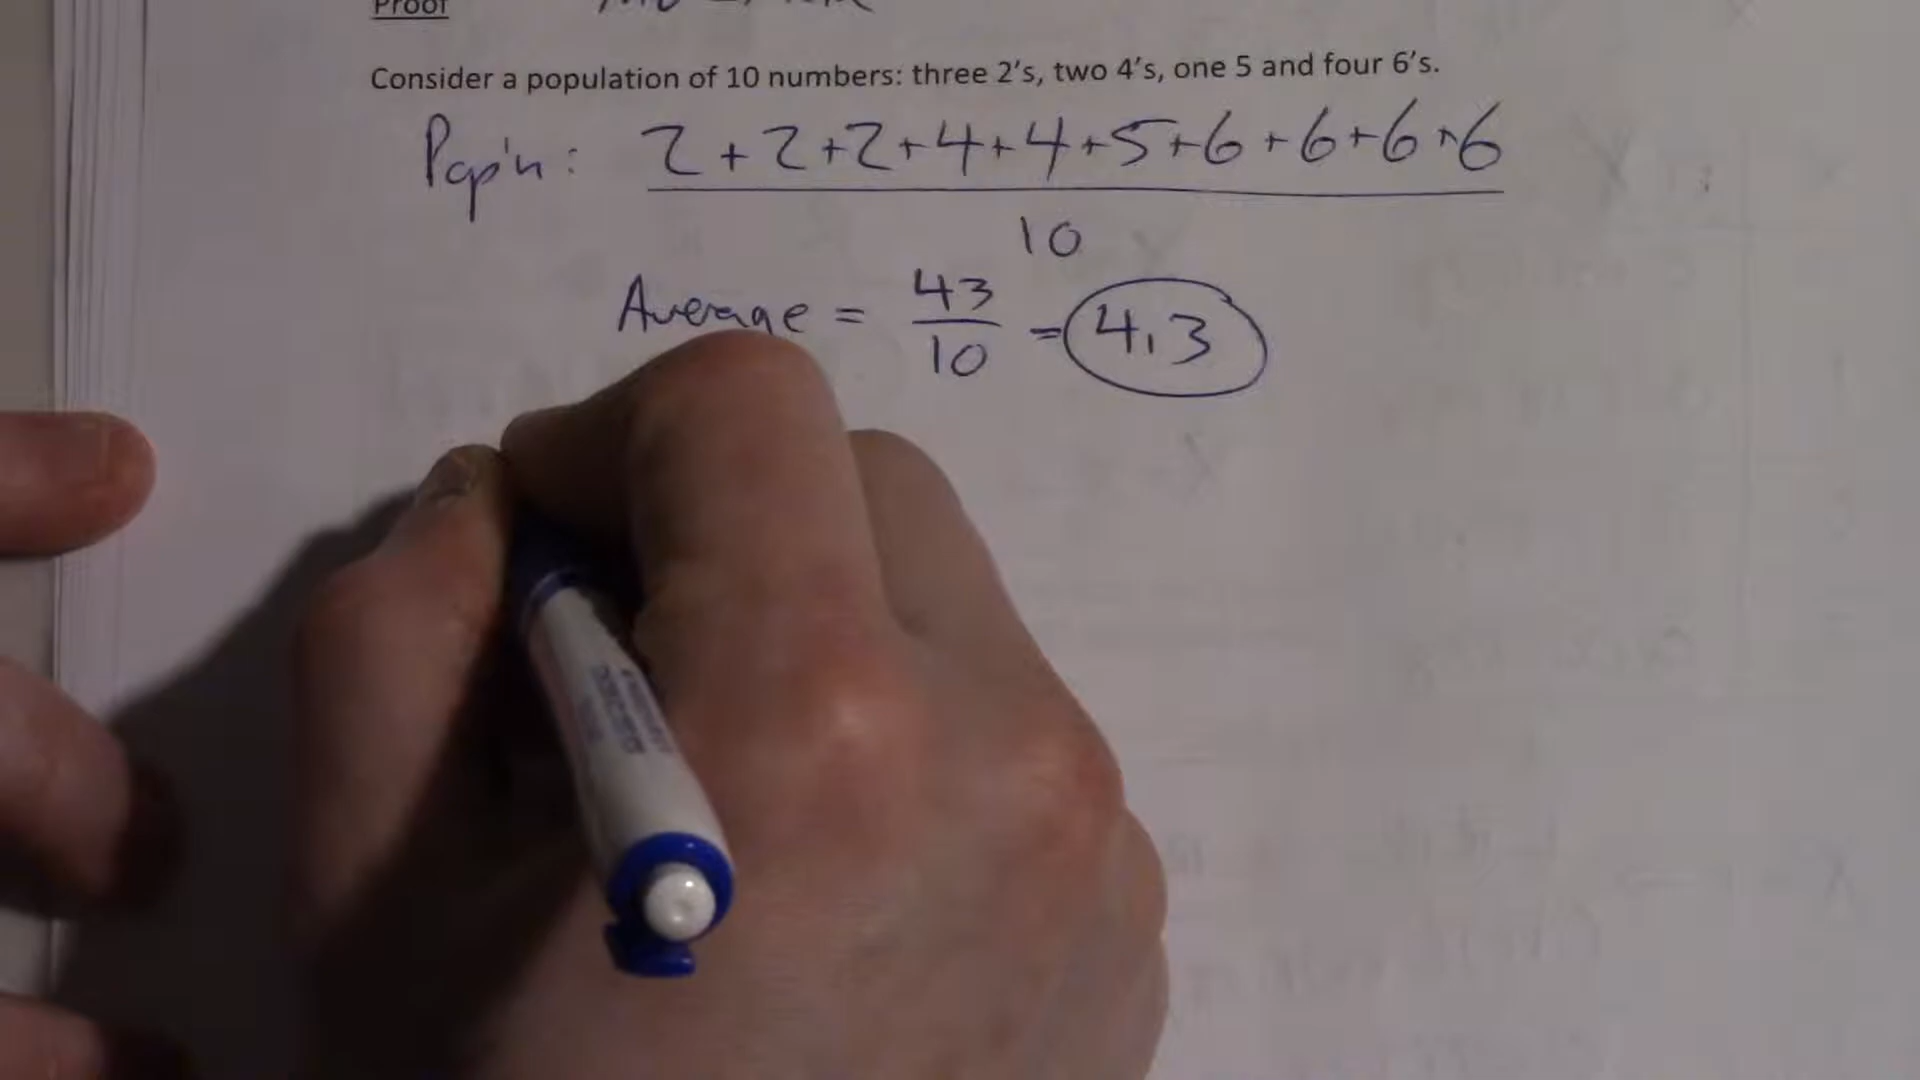 Proof
Consider a population of 10 numbers: three 2's, two 4's, one 5 and four 6's.
Pop'n: 2+2+2+4+4+5+6+6+6+6
10
Average = 43/10 = 4.3